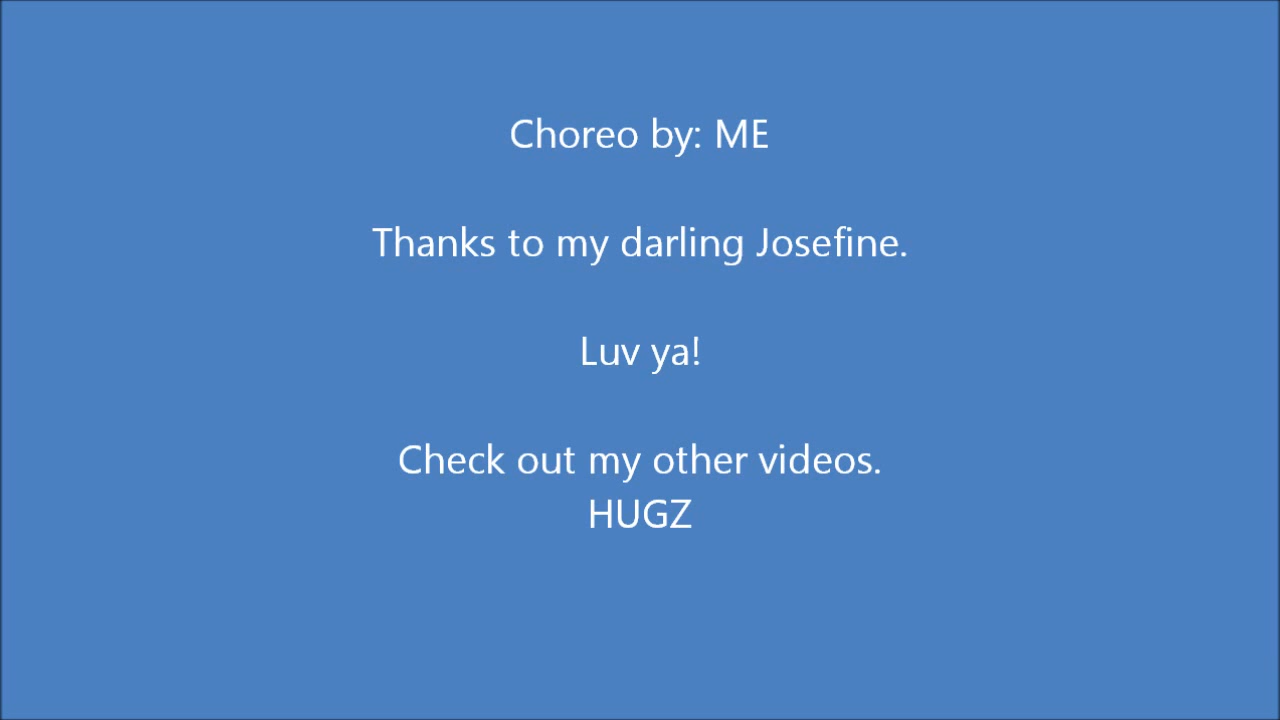 Choreo by: ME
Thanks to my darling Josefine.
Luv ya!
Check out my other videos.
HUGZ